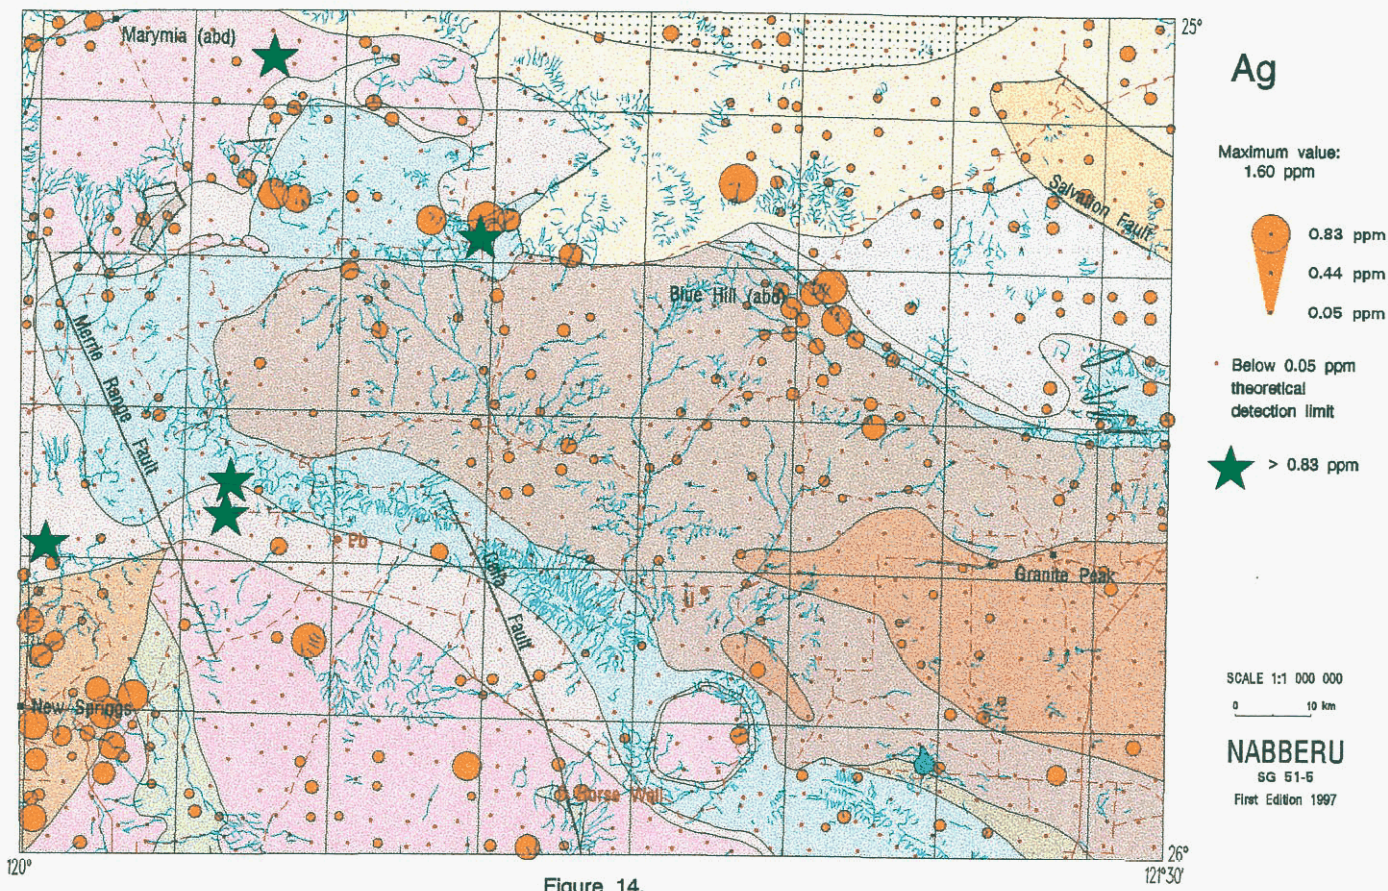 Marymia (abd)
25°
Ag
Maximum value:
1.60 ppm
0.83 ppm
0.44 ppm
0.05 ppm
Below 0.05 ppm
theoretical
detection limit
> 0.83 ppm
Salvation Fault
Blue Hill (abd)
Merrie Range Fault
Pb
Fault
Granite Peak
U
New Springs
Horse Well
SCALE 1:1 000 000
0 10 km
NABBERU
SG 51-5
First Edition 1997
120°
26°
121°30'
Figure 14.